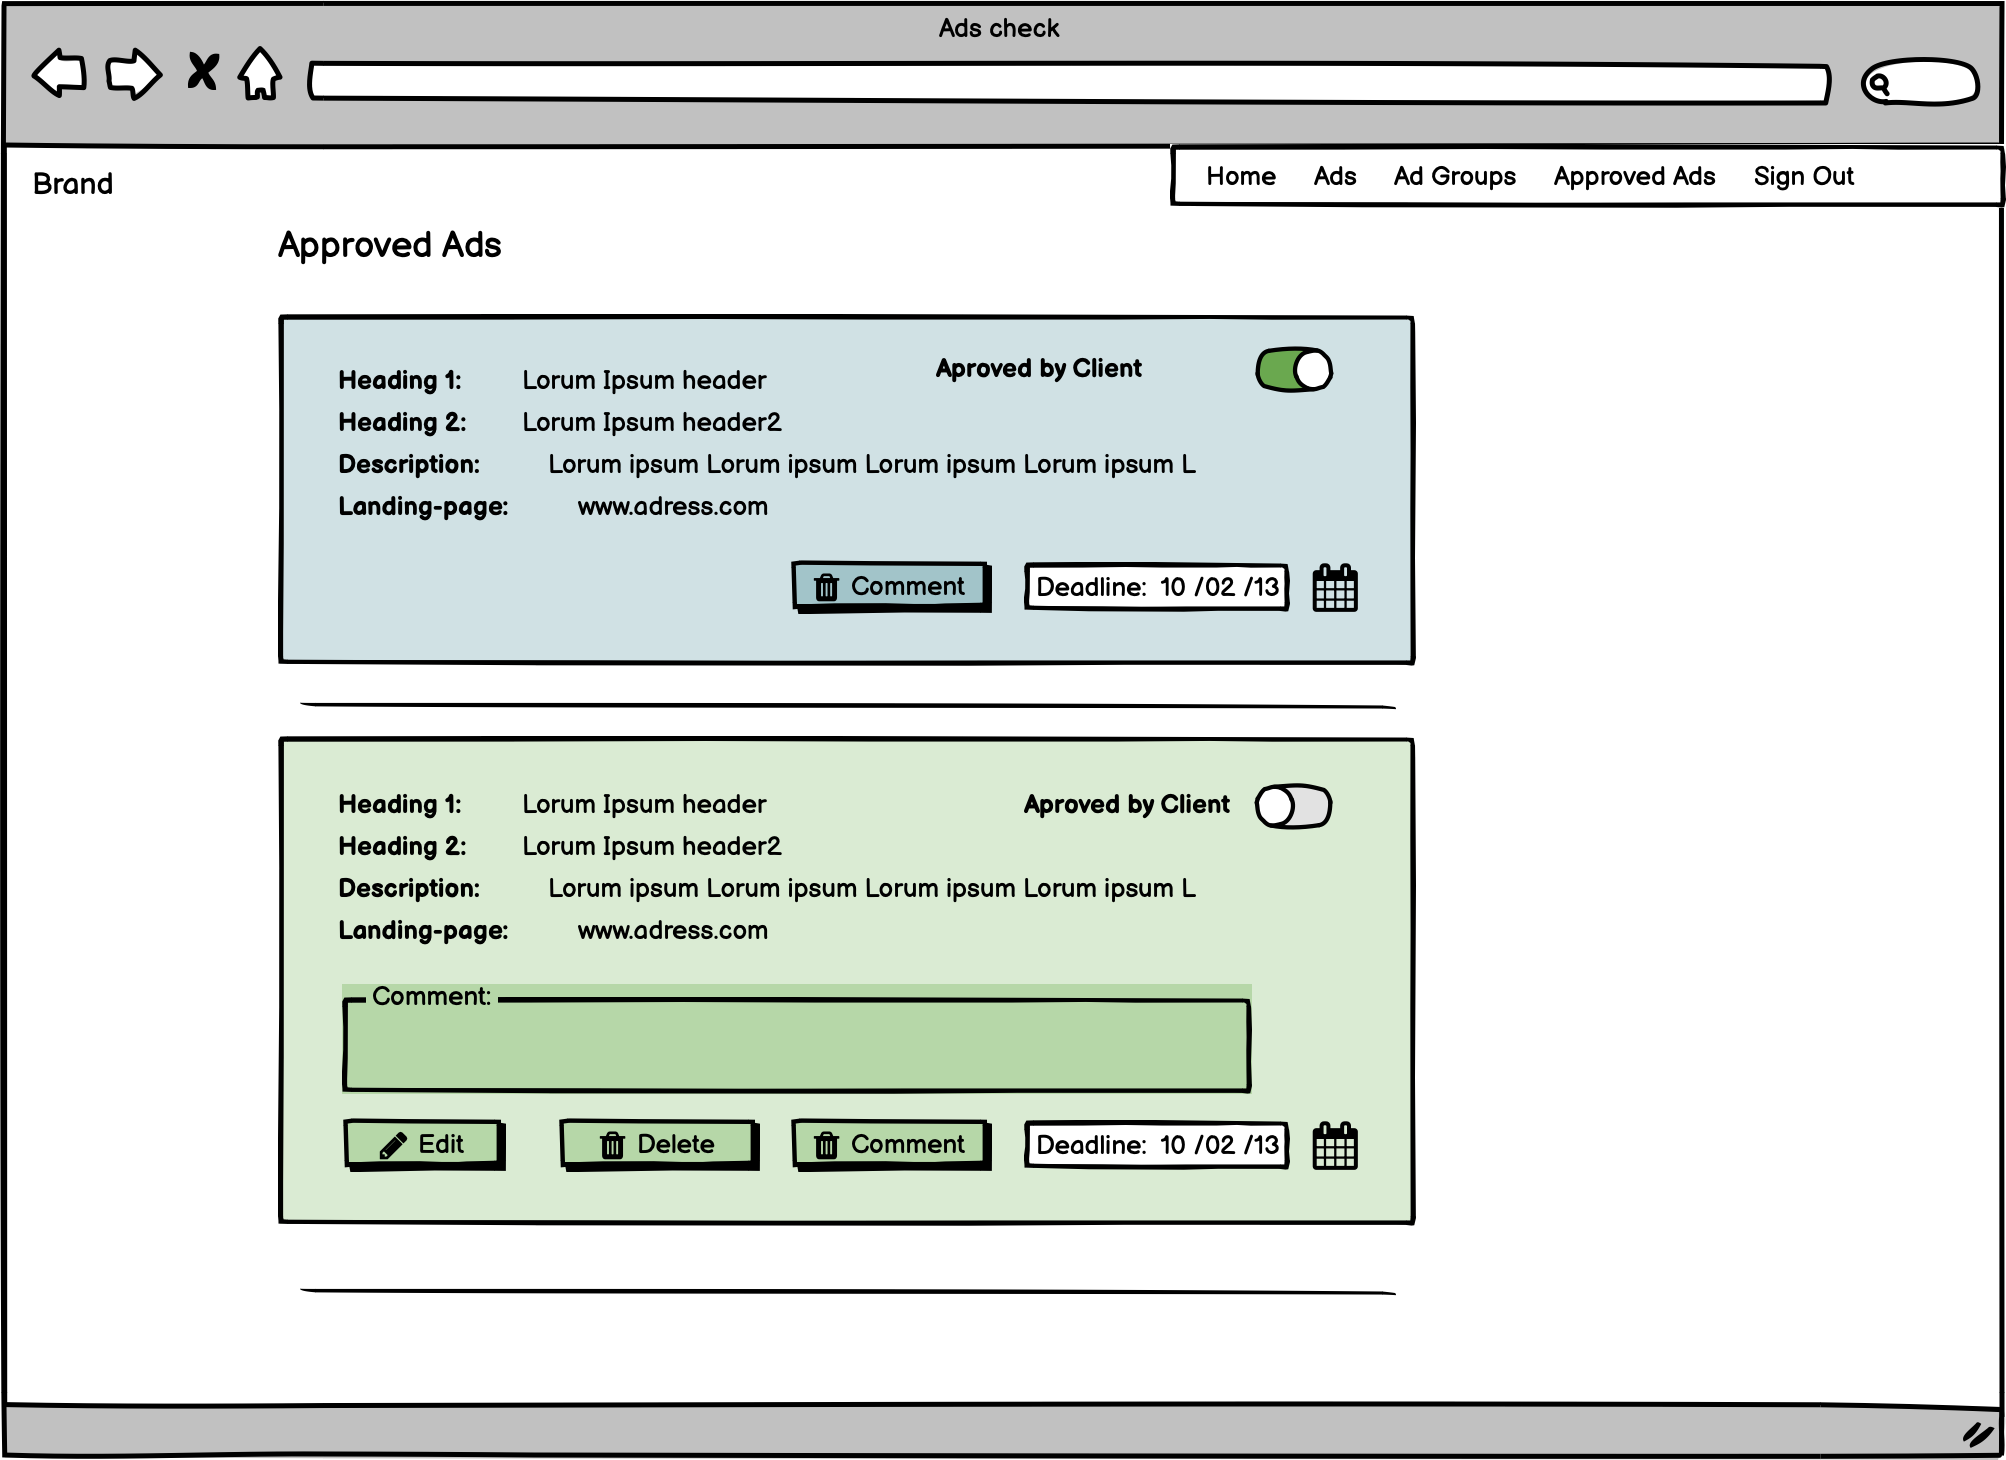 Ads check
Brand
Home Ads Ad Groups Approved Ads Sign Out
Approved Ads
Heading 1: Lorum Ipsum header
Aproved by Client
Heading 2: Lorum Ipsum header2
Description: Lorum ipsum Lorum ipsum Lorum ipsum Lorum ipsum L
Landing-page: www.adress.com
Comment
Deadline: 10 /02 /13
Heading 1: Lorum Ipsum header
Aproved by Client
Heading 2: Lorum Ipsum header2
Description: Lorum ipsum Lorum ipsum Lorum ipsum Lorum ipsum L
Landing-page: www.adress.com
Comment:
Edit
Delete
Comment
Deadline: 10 /02 /13